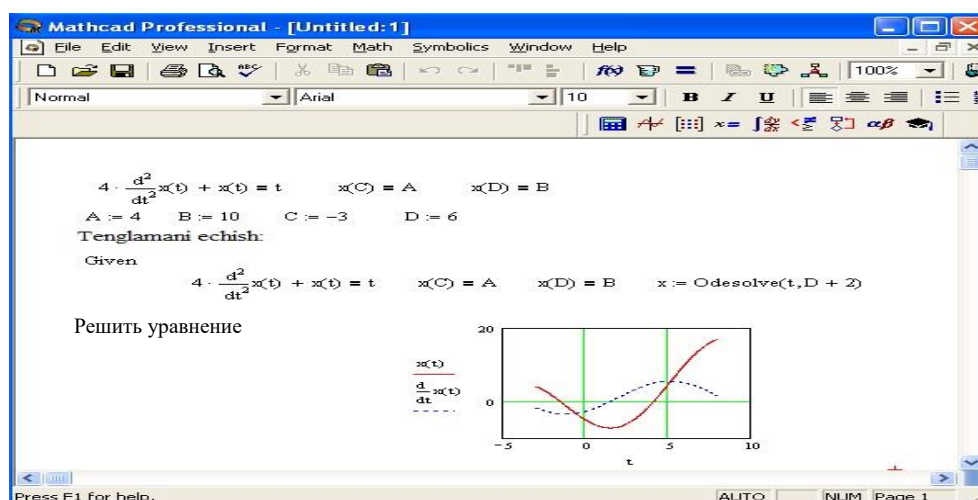 Mathcad Professional - [Untitled:1]
File Edit View Insert Format Math Symbolics Window Help
100%
Normal Arial 10 B I U
x= αβ
4 · d²/dt² x(t) + x(t) = t x(C) = A x(D) = B
A := 4 B := 10 C := −3 D := 6
Tenglamani echish:
Given
4 · d²/dt² x(t) + x(t) = t x(C) = A x(D) = B x := Odesolve(t,D + 2)
Решить уравнение
20
x(t)
d/dt x(t)
0
−5 0 5 10
t
Press F1 for help. AUTO NUM Page 1